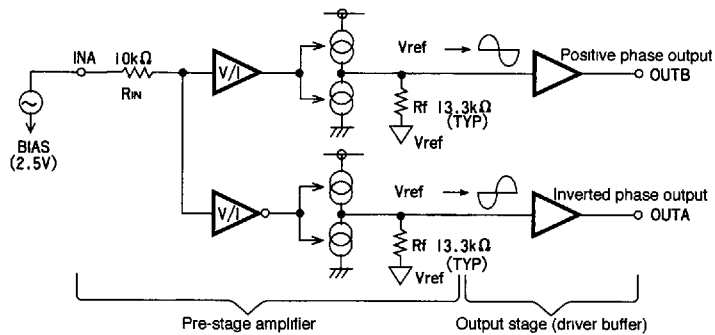 Vref
Positive phase output
INA
10kΩ
V/I
OUTB
RIN
Rf 13.3kΩ
(TYP)
BIAS
(2.5V)
Vref
Vref
Inverted phase output
V/I
OUTA
Rf 13.3kΩ
(TYP)
Vref
Pre-stage amplifier
Output stage (driver buffer)